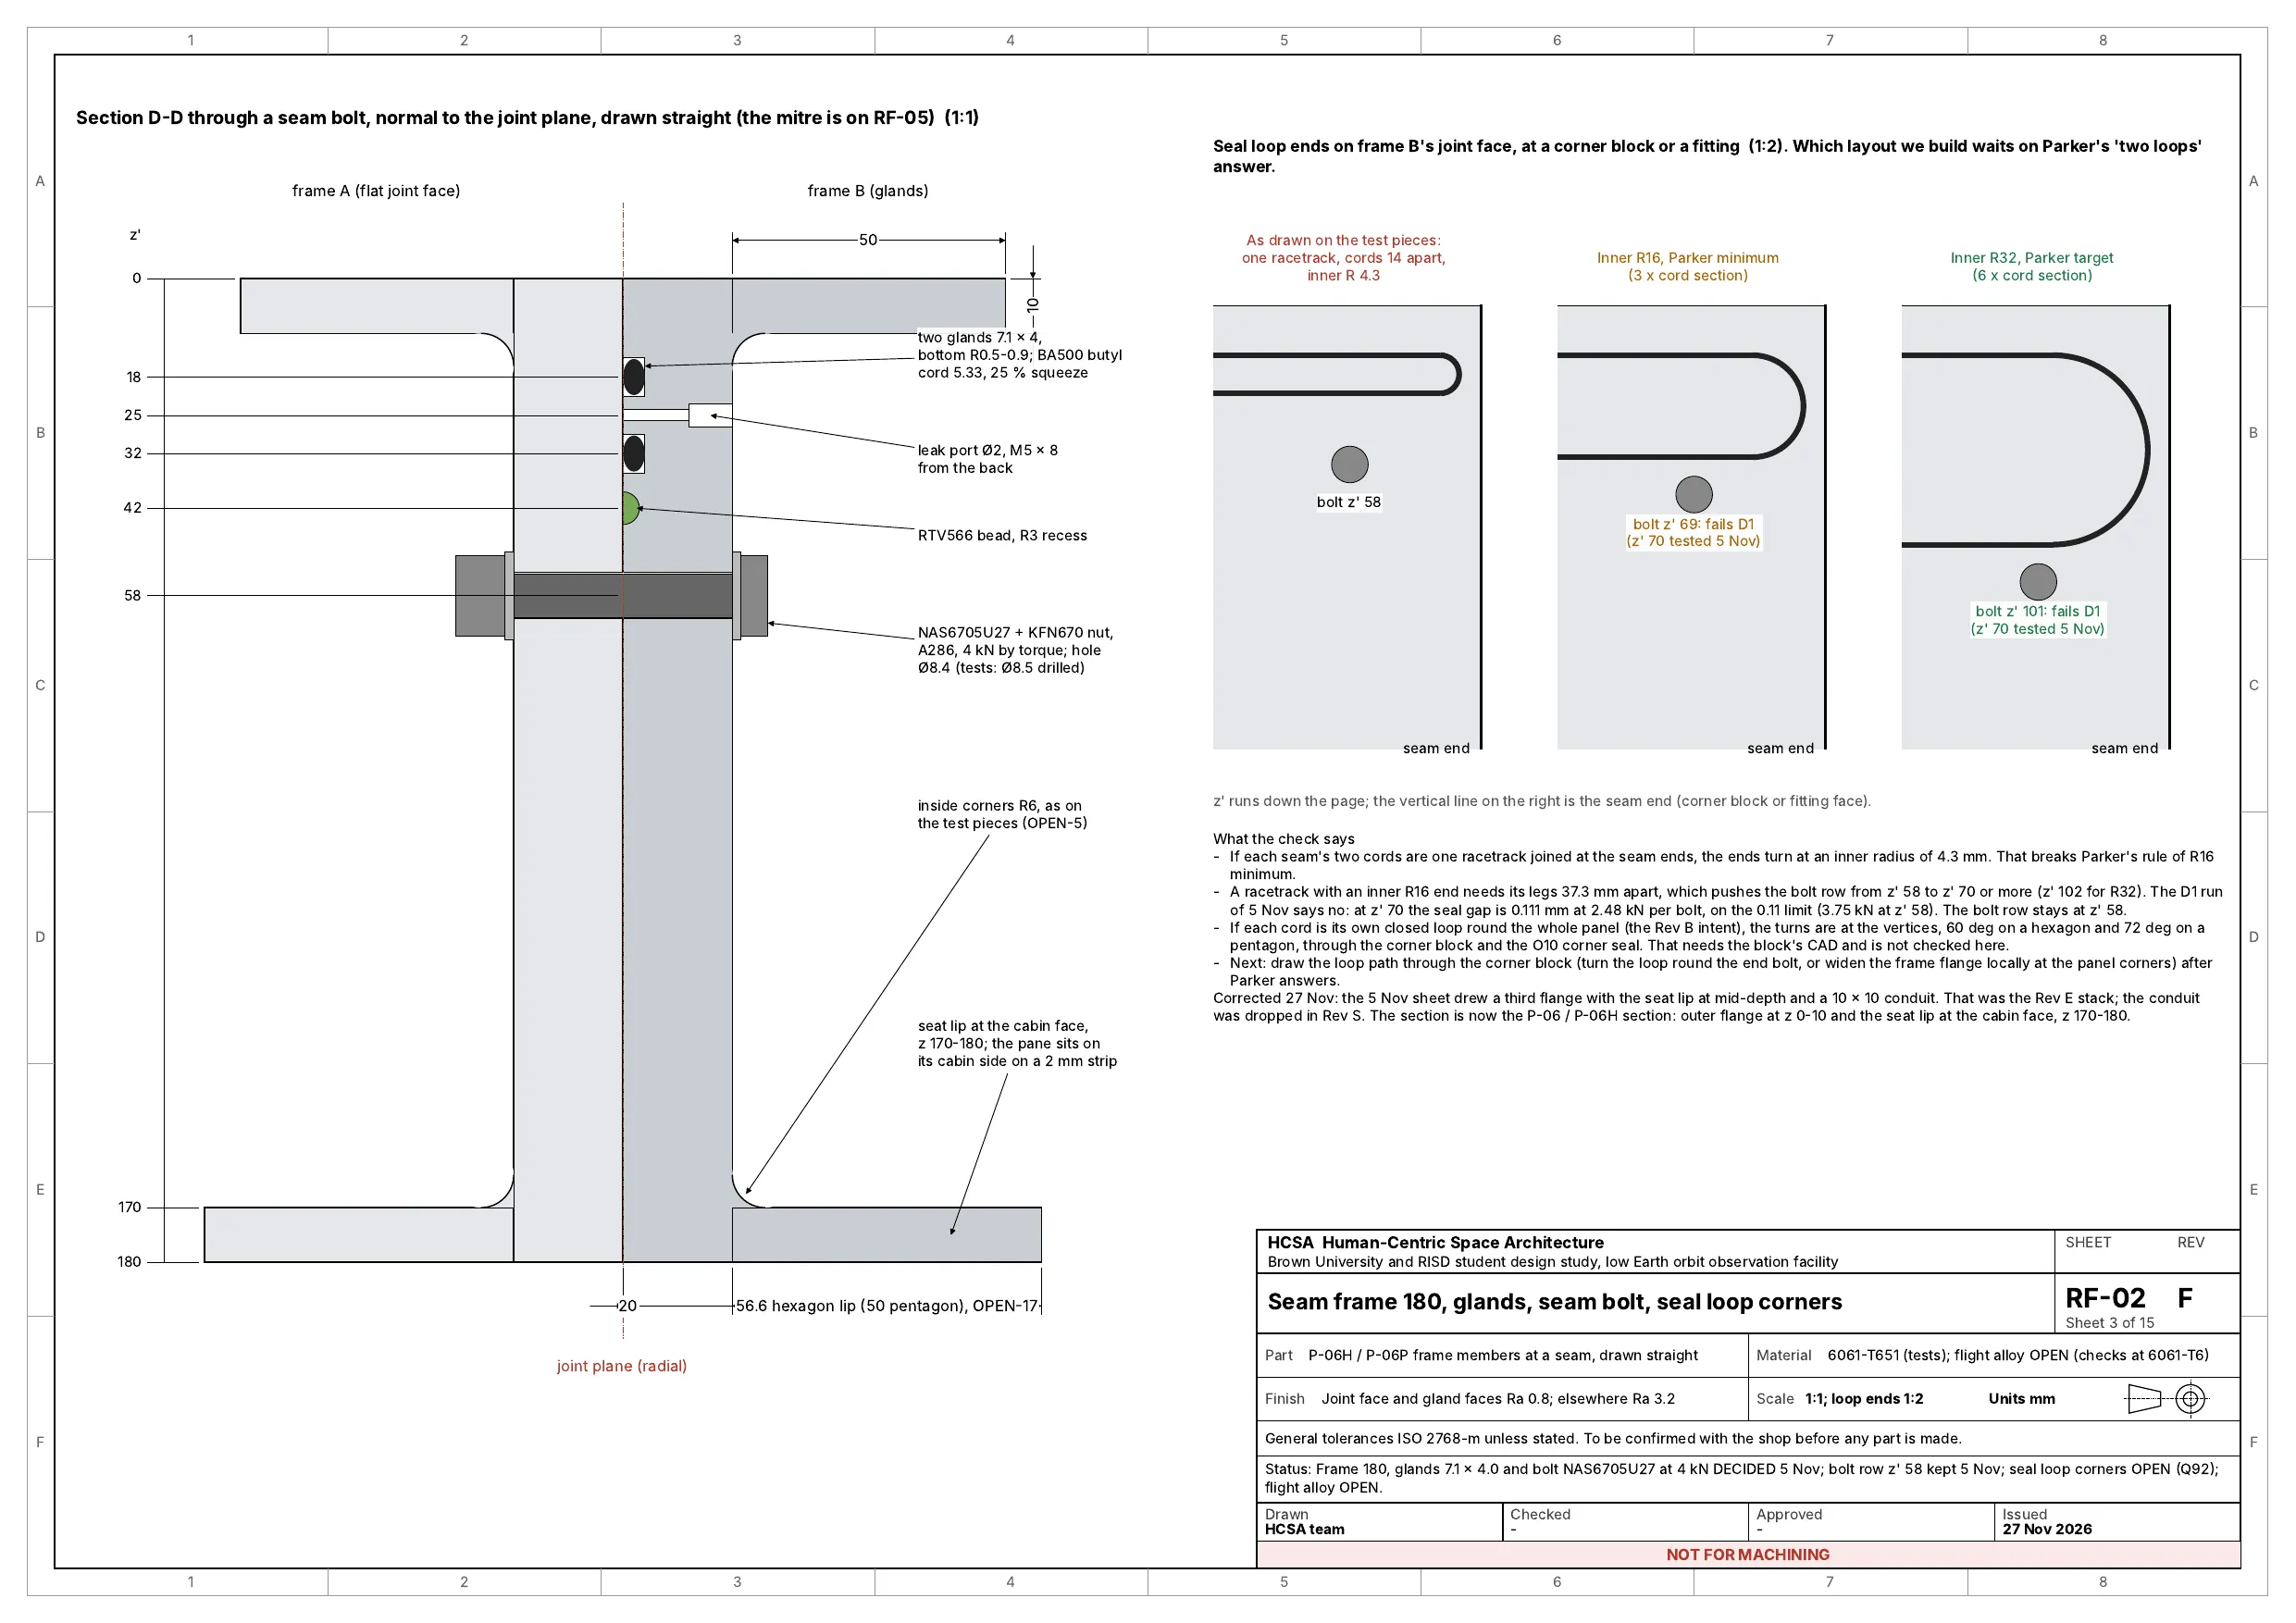 1 2 3 4 5 6 7 8
A A
B B
C C
D D
E E
F F
Section D-D through a seam bolt, normal to the joint plane, drawn straight (the mitre is on RF-05) (1:1)
frame A (flat joint face)
frame B (glands)
z'
0
18
25
32
42
58
170
180
50
10
two glands 7.1 × 4,
bottom R0.5-0.9; BA500 butyl
cord 5.33, 25 % squeeze
leak port Ø2, M5 × 8
from the back
RTV566 bead, R3 recess
NAS6705U27 + KFN670 nut,
A286, 4 kN by torque; hole
Ø8.4 (tests: Ø8.5 drilled)
inside corners R6, as on
the test pieces (OPEN-5)
seat lip at the cabin face,
z 170-180; the pane sits on
its cabin side on a 2 mm strip
20
56.6 hexagon lip (50 pentagon), OPEN-17
joint plane (radial)
Seal loop ends on frame B's joint face, at a corner block or a fitting (1:2). Which layout we build waits on Parker's 'two loops'
answer.
As drawn on the test pieces:
one racetrack, cords 14 apart,
inner R 4.3
bolt z' 58
seam end
Inner R16, Parker minimum
(3 x cord section)
bolt z' 69: fails D1
(z' 70 tested 5 Nov)
seam end
Inner R32, Parker target
(6 x cord section)
bolt z' 101: fails D1
(z' 70 tested 5 Nov)
seam end
z' runs down the page; the vertical line on the right is the seam end (corner block or fitting face).
What the check says
- If each seam's two cords are one racetrack joined at the seam ends, the ends turn at an inner radius of 4.3 mm. That breaks Parker's rule of R16
minimum.
- A racetrack with an inner R16 end needs its legs 37.3 mm apart, which pushes the bolt row from z' 58 to z' 70 or more (z' 102 for R32). The D1 run
of 5 Nov says no: at z' 70 the seal gap is 0.111 mm at 2.48 kN per bolt, on the 0.11 limit (3.75 kN at z' 58). The bolt row stays at z' 58.
- If each cord is its own closed loop round the whole panel (the Rev B intent), the turns are at the vertices, 60 deg on a hexagon and 72 deg on a
pentagon, through the corner block and the O10 corner seal. That needs the block's CAD and is not checked here.
- Next: draw the loop path through the corner block (turn the loop round the end bolt, or widen the frame flange locally at the panel corners) after
Parker answers.
Corrected 27 Nov: the 5 Nov sheet drew a third flange with the seat lip at mid-depth and a 10 × 10 conduit. That was the Rev E stack; the conduit
was dropped in Rev S. The section is now the P-06 / P-06H section: outer flange at z 0-10 and the seat lip at the cabin face, z 170-180.
HCSA Human-Centric Space Architecture
Brown University and RISD student design study, low Earth orbit observation facility
SHEET REV
Seam frame 180, glands, seam bolt, seal loop corners
RF-02 F
Sheet 3 of 15
Part P-06H / P-06P frame members at a seam, drawn straight
Material 6061-T651 (tests); flight alloy OPEN (checks at 6061-T6)
Finish Joint face and gland faces Ra 0.8; elsewhere Ra 3.2
Scale 1:1; loop ends 1:2 Units mm
General tolerances ISO 2768-m unless stated. To be confirmed with the shop before any part is made.
Status: Frame 180, glands 7.1 × 4.0 and bolt NAS6705U27 at 4 kN DECIDED 5 Nov; bolt row z' 58 kept 5 Nov; seal loop corners OPEN (Q92);
flight alloy OPEN.
Drawn Checked Approved Issued
HCSA team - - 27 Nov 2026
NOT FOR MACHINING
1 2 3 4 5 6 7 8